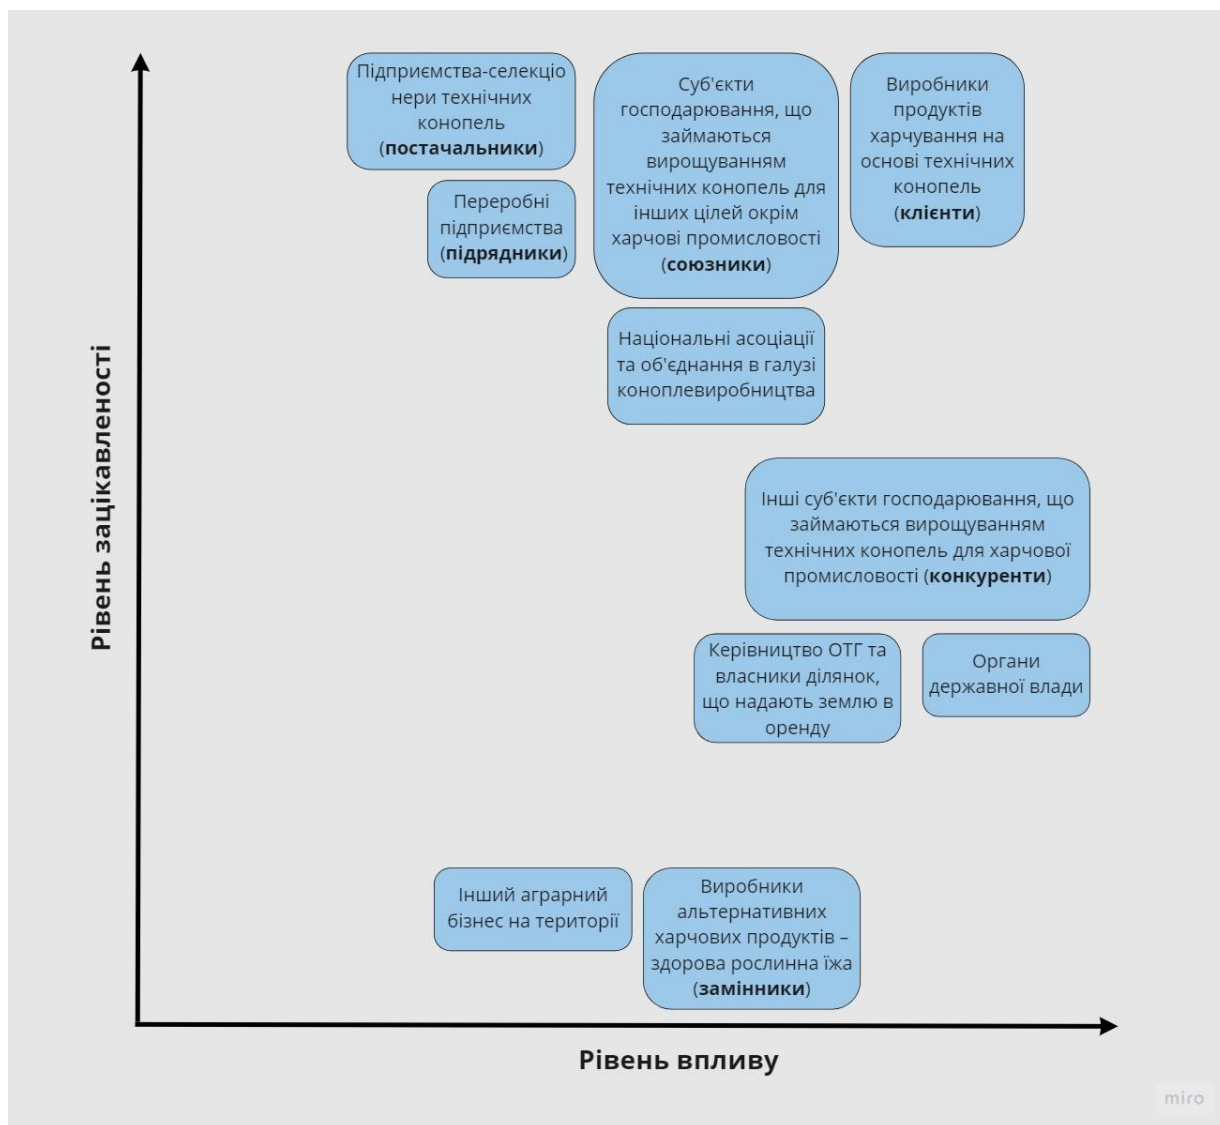 Підприємства-селекціо
нери технічних
конопель
(постачальники)
Суб'єкти
господарювання, що
займаються
вирощуванням
технічних конопель для
інших цілей окрім
харчові промисловості
(союзники)
Виробники
продуктів
харчування на
основі технічних
конопель
(клієнти)
Переробні
підприємства
(підрядники)
Національні асоціації
та об'єднання в галузі
коноплевиробництва
Інші суб'єкти господарювання, що
займаються вирощуванням
технічних конопель для харчової
промисловості (конкуренти)
Керівництво ОТГ та
власники ділянок,
що надають землю в
оренду
Органи
державної влади
Інший аграрний
бізнес на території
Виробники
альтернативних
харчових продуктів –
здорова рослинна їжа
(замінники)
Рівень зацікавленості
Рівень впливу
miro